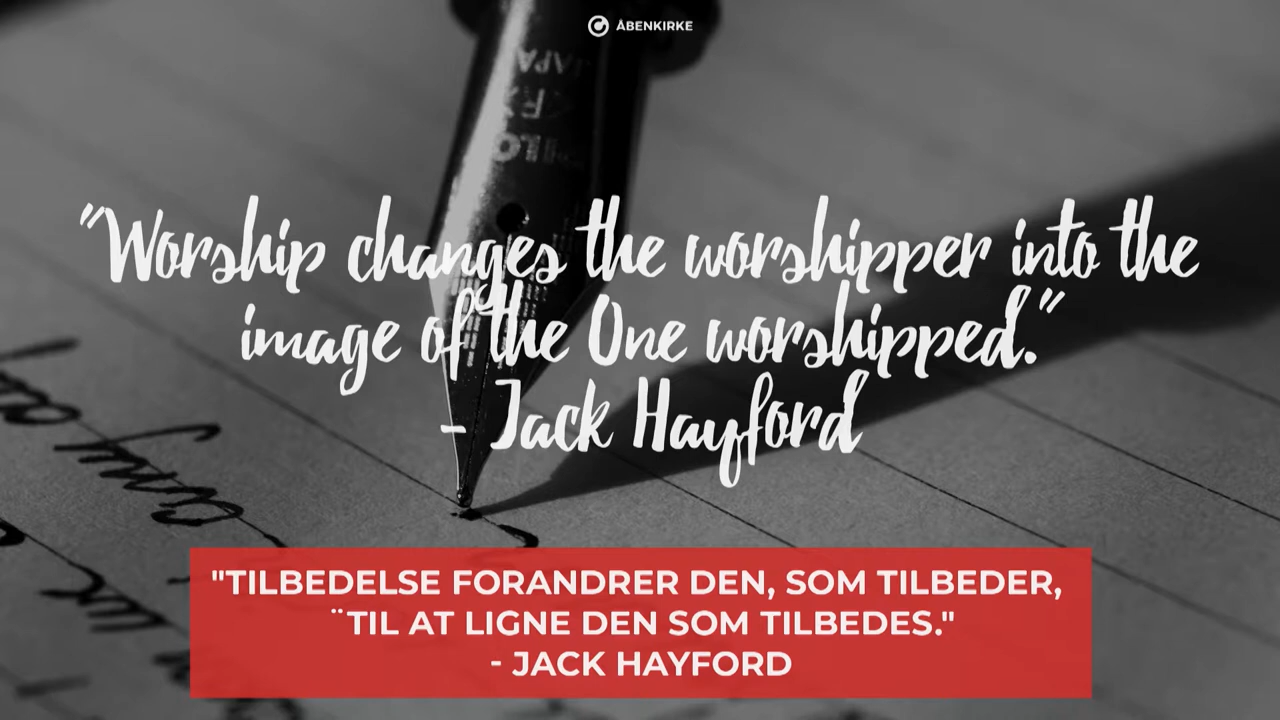 ÅBENKIRKE
"Worship changes the worshipper into the
image of the One worshipped."
- Jack Hayford
"TILBEDELSE FORANDRER DEN, SOM TILBEDER,
¨TIL AT LIGNE DEN SOM TILBEDES."
- JACK HAYFORD
JAPA